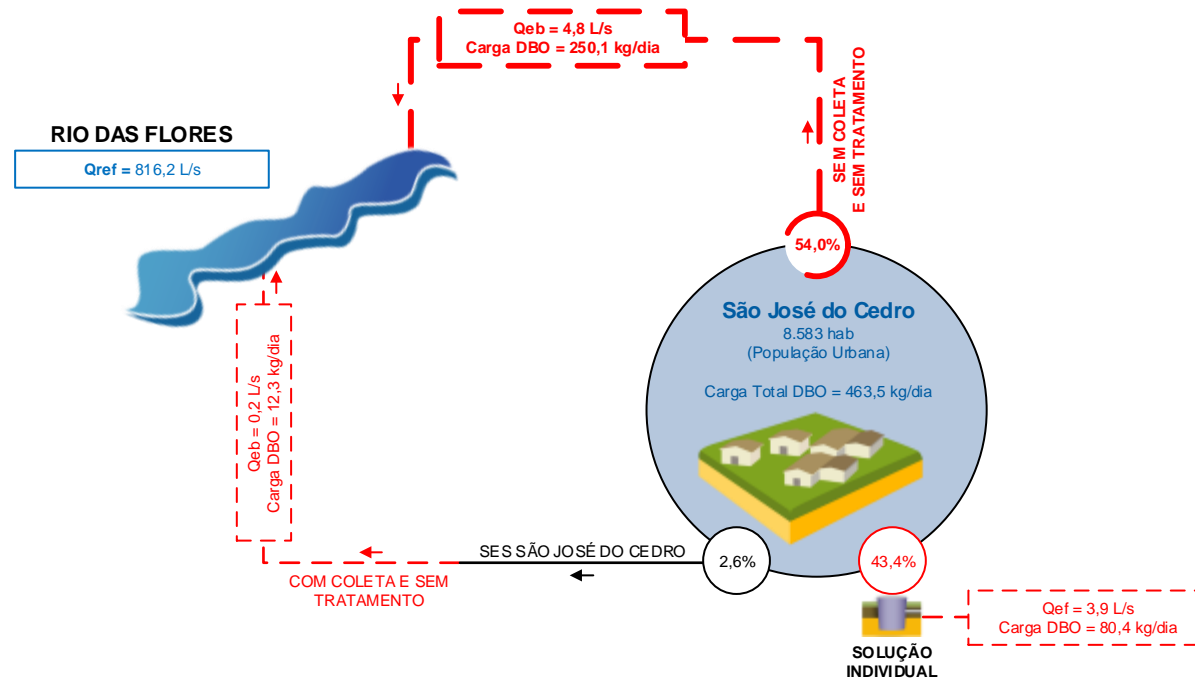 Qeb = 4,8 L/s
Carga DBO = 250,1 kg/dia
SEM COLETA
E SEM TRATAMENTO
RIO DAS FLORES
Qref = 816,2 L/s
54,0%
São José do Cedro
8.583 hab
(População Urbana)
Carga Total DBO = 463,5 kg/dia
Qeb = 0,2 L/s
Carga DBO = 12,3 kg/dia
SES SÃO JOSÉ DO CEDRO
2,6%
43,4%
COM COLETA E SEM
TRATAMENTO
Qef = 3,9 L/s
Carga DBO = 80,4 kg/dia
SOLUÇÃO
INDIVIDUAL